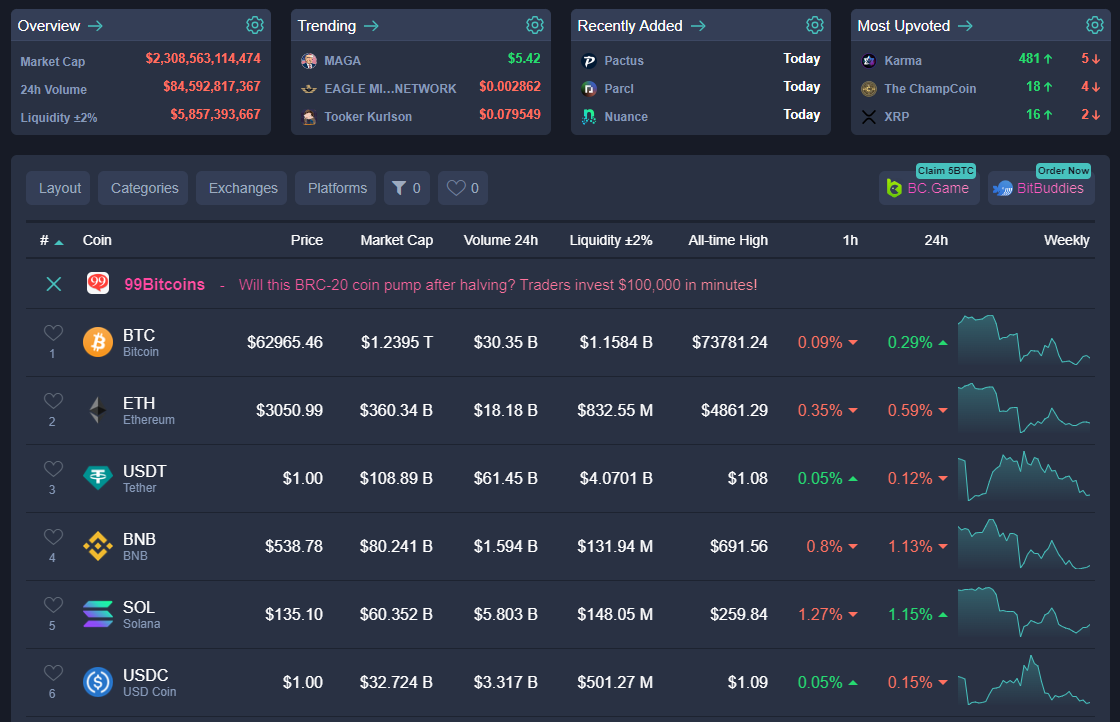 Overview →
Market Cap $2,308,563,114,474
24h Volume $84,592,817,367
Liquidity ±2% $5,857,393,667
Trending →
MAGA $5.42
EAGLE MI...NETWORK $0.002862
Tooker Kurlson $0.079549
Recently Added →
Pactus Today
Parcl Today
Nuance Today
Most Upvoted →
Karma 481↑ 5↓
The ChampCoin 18↑ 4↓
XRP 16↑ 2↓
Claim 5BTC Order Now
Layout Categories Exchanges Platforms 0 0 BC.Game BitBuddies
# Coin Price Market Cap Volume 24h Liquidity ±2% All-time High 1h 24h Weekly
99 99Bitcoins - Will this BRC-20 coin pump after halving? Traders invest $100,000 in minutes!
1 BTC $62965.46 $1.2395 T $30.35 B $1.1584 B $73781.24 0.09% 0.29%
Bitcoin
2 ETH $3050.99 $360.34 B $18.18 B $832.55 M $4861.29 0.35% 0.59%
Ethereum
3 USDT $1.00 $108.89 B $61.45 B $4.0701 B $1.08 0.05% 0.12%
Tether
4 BNB $538.78 $80.241 B $1.594 B $131.94 M $691.56 0.8% 1.13%
BNB
5 SOL $135.10 $60.352 B $5.803 B $148.05 M $259.84 1.27% 1.15%
Solana
6 USDC $1.00 $32.724 B $3.317 B $501.27 M $1.09 0.05% 0.15%
USD Coin